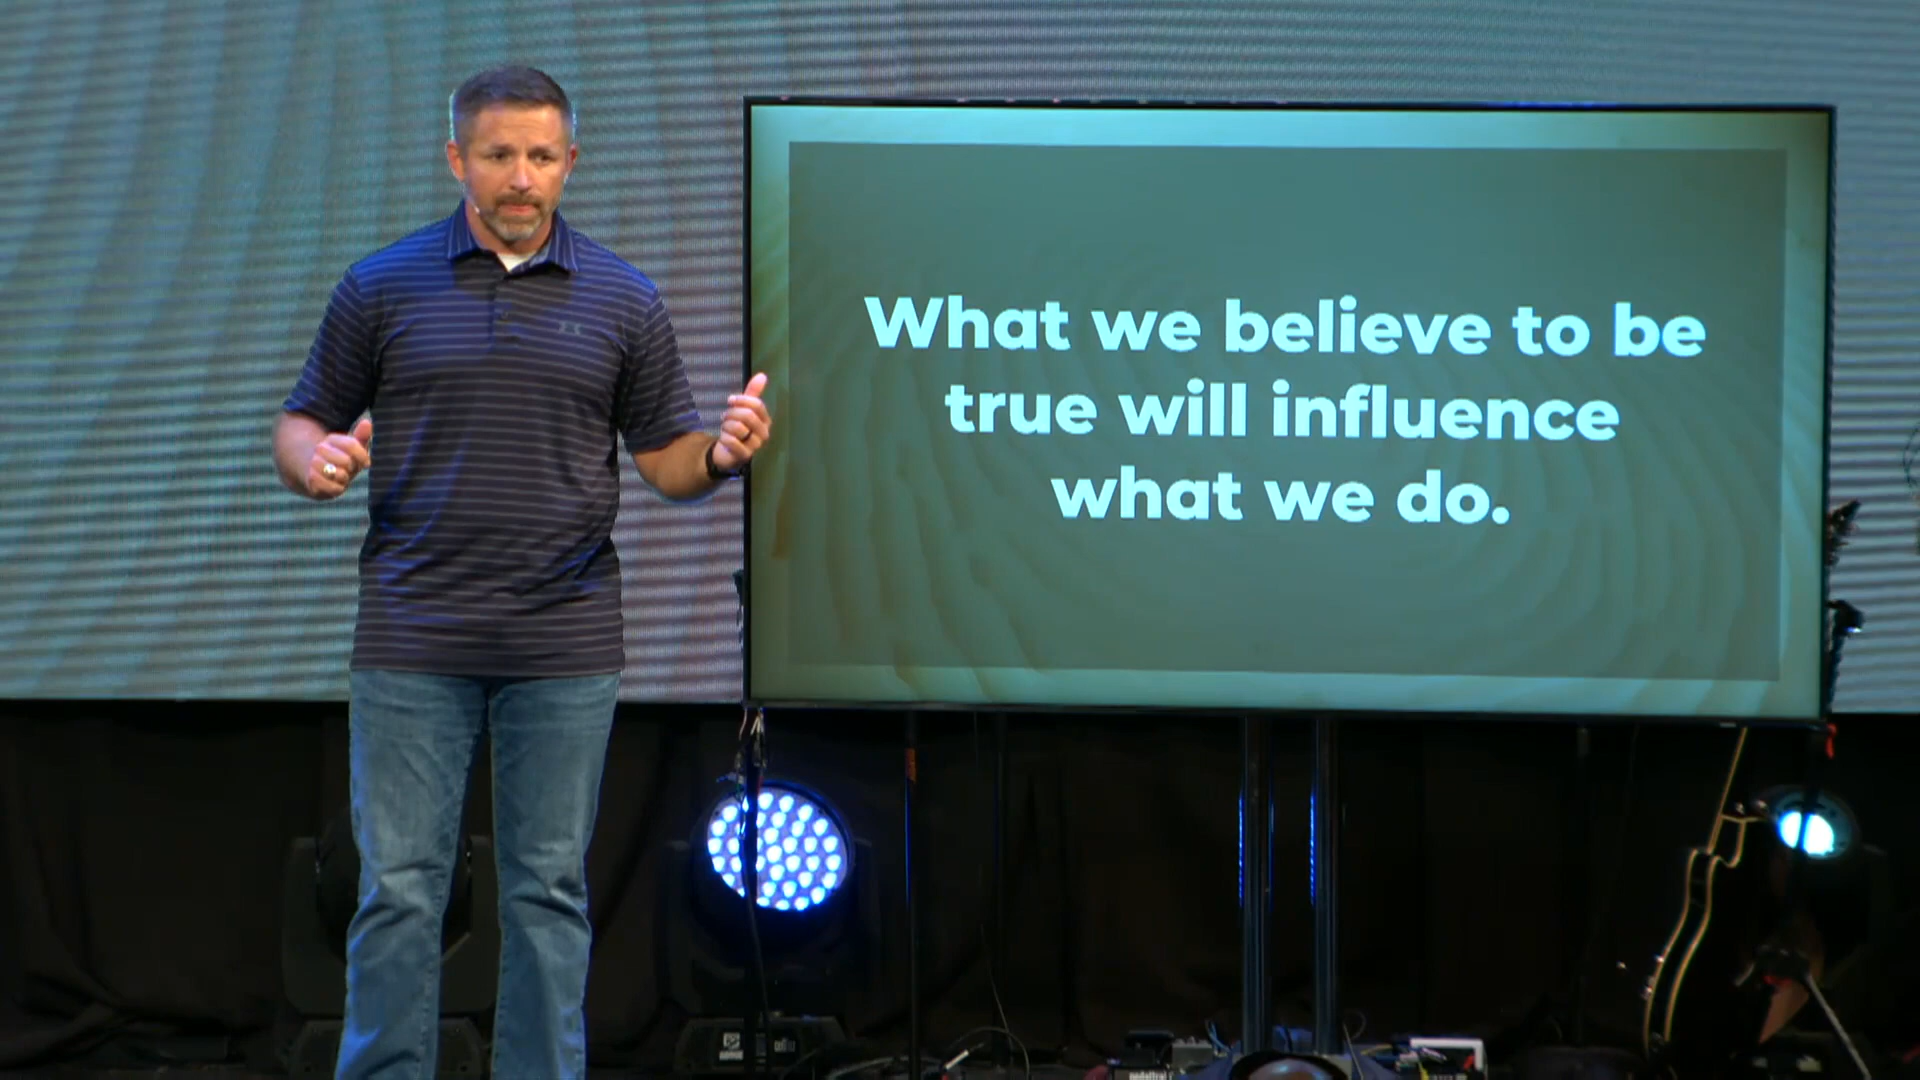 What we believe to be
true will influence
what we do.